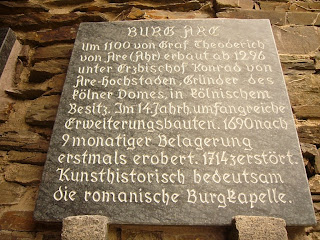 BURG ARE
Um 1100 von Graf Theoderich
von Are (Ahr) erbaut ab 1246
unter Erzbischof Konrad von
Are-Hochstaden, Gründer des
Kölner Domes, in kölnischem
Besitz. Im 14. Jahrh. umfangreiche
Erweiterungsbauten. 1690 nach
9 monatiger Belagerung
erstmals erobert. 1714 zerstört.
Kunsthistorisch bedeutsam
die romanische Burgkapelle.